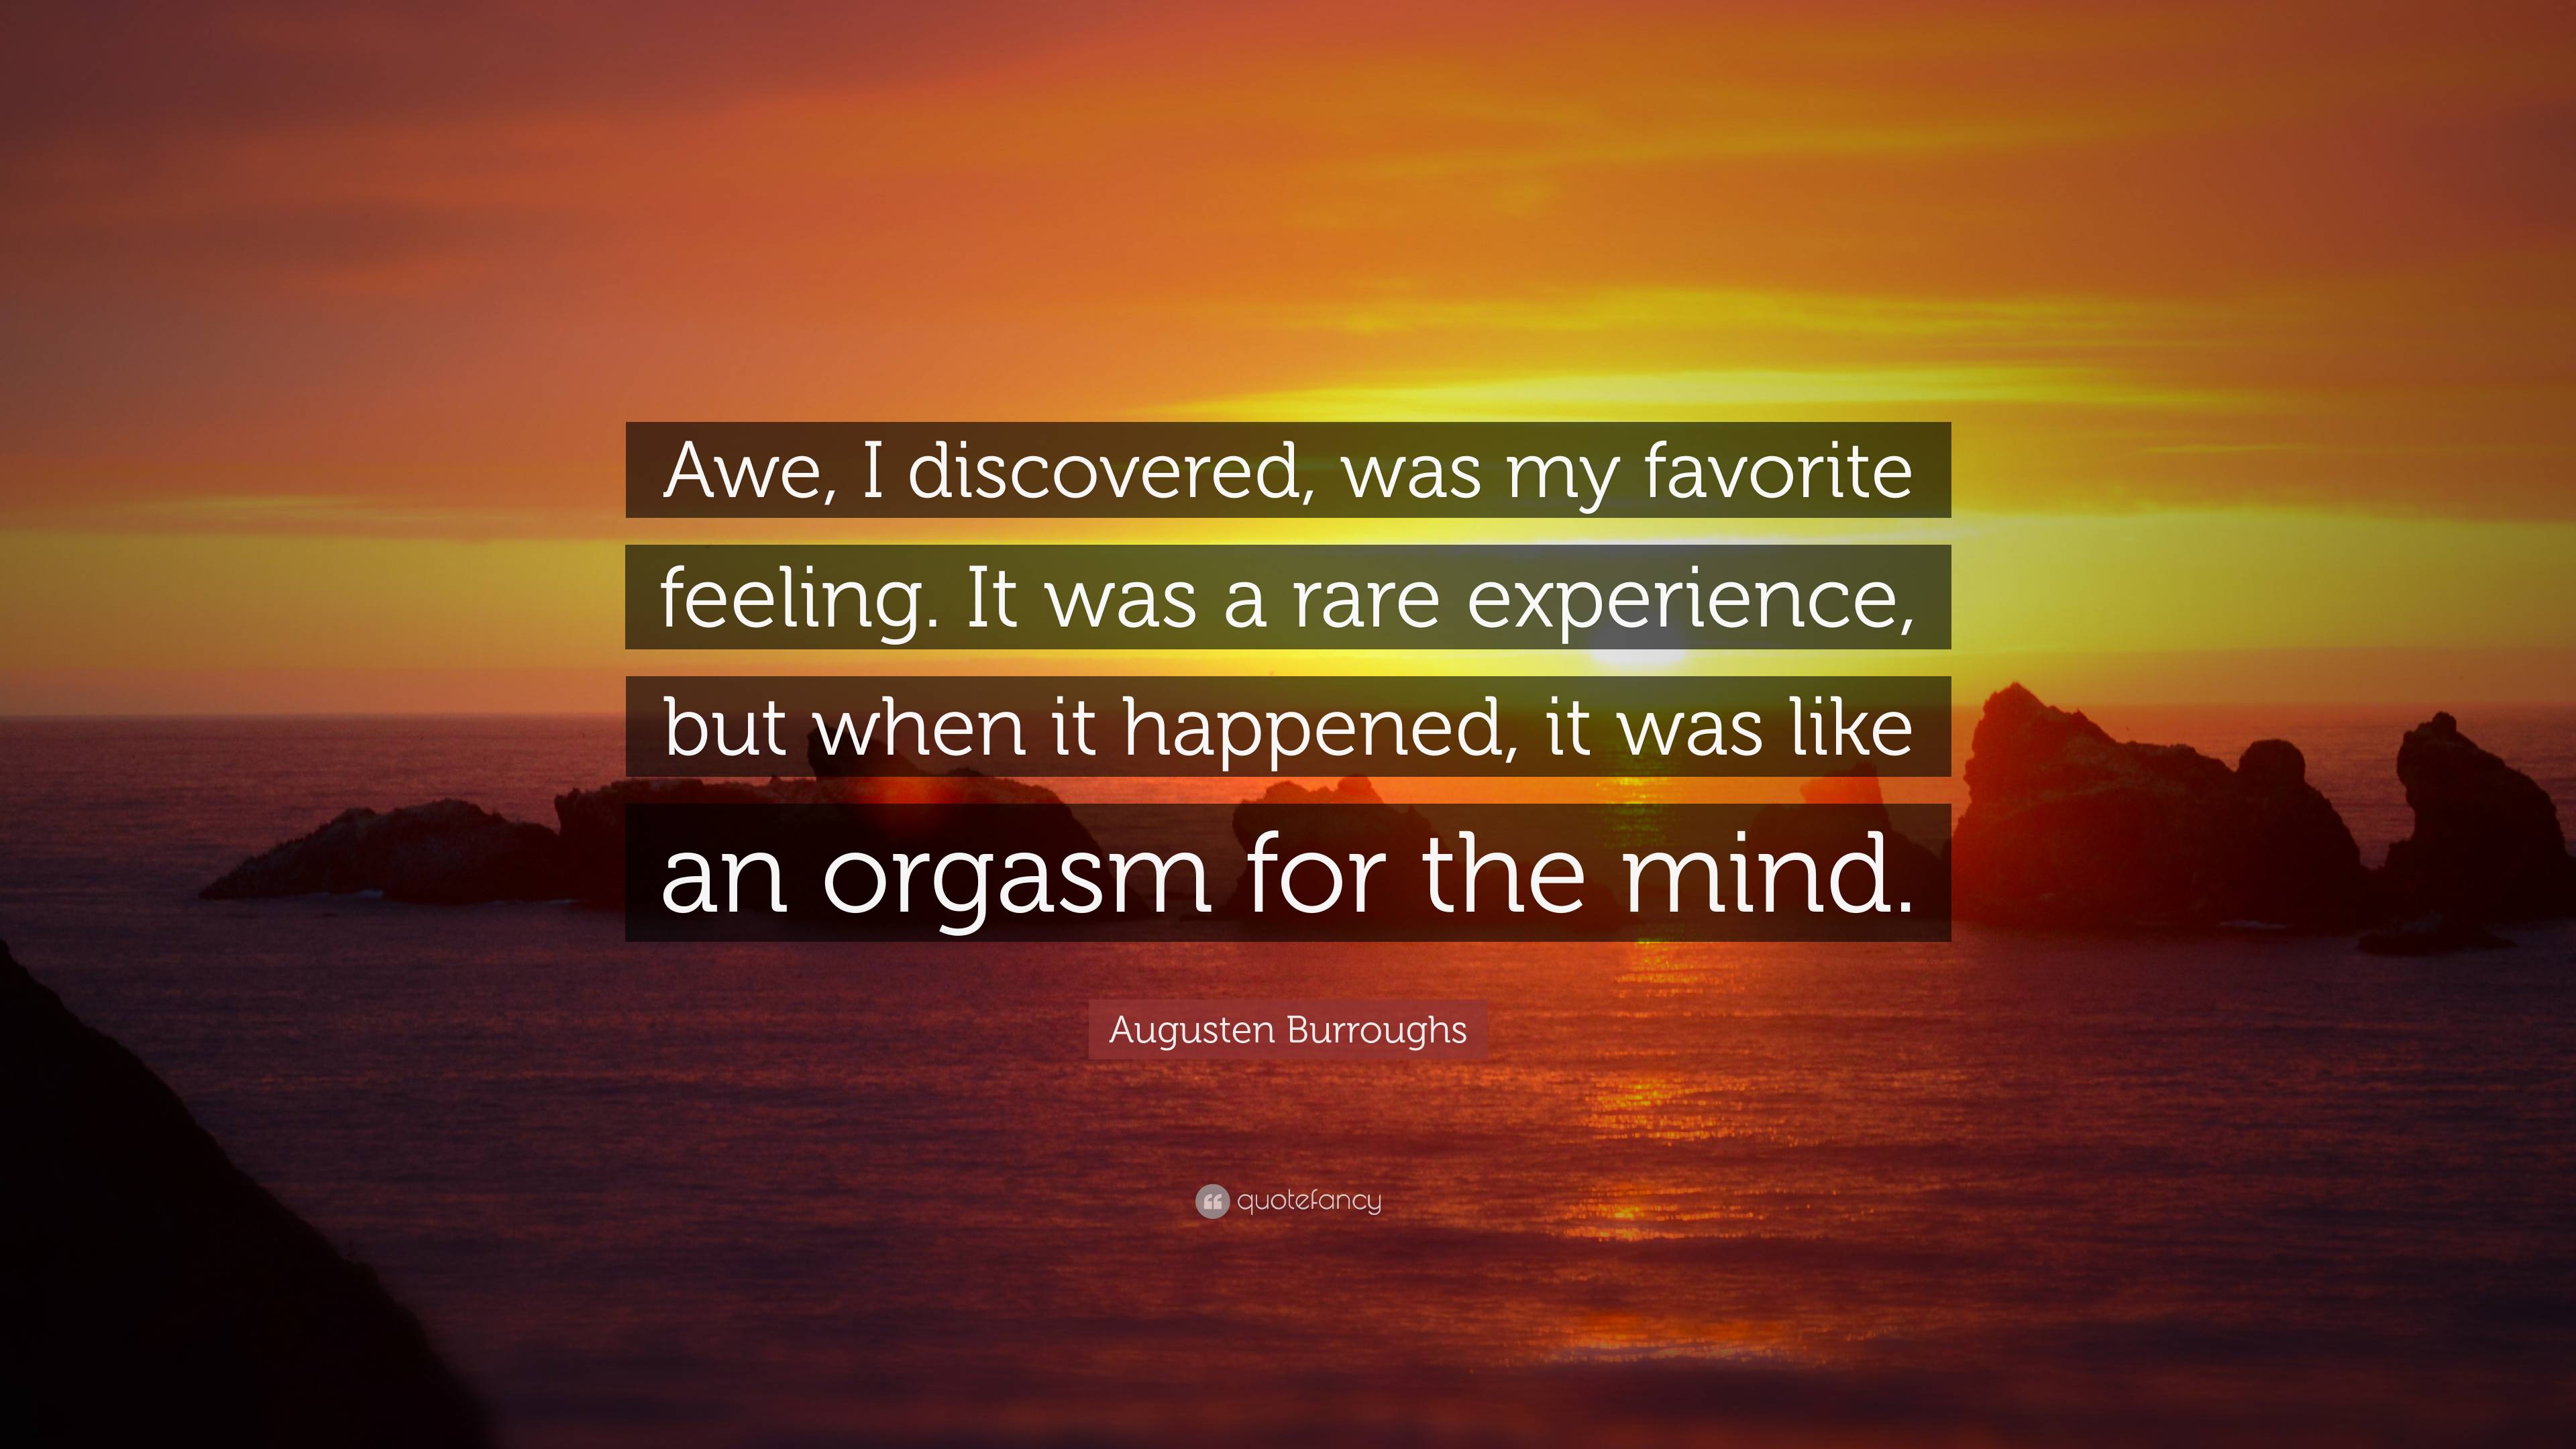 Awe, I discovered, was my favorite
feeling. It was a rare experience,
but when it happened, it was like
an orgasm for the mind.
Augusten Burroughs
quotefancy